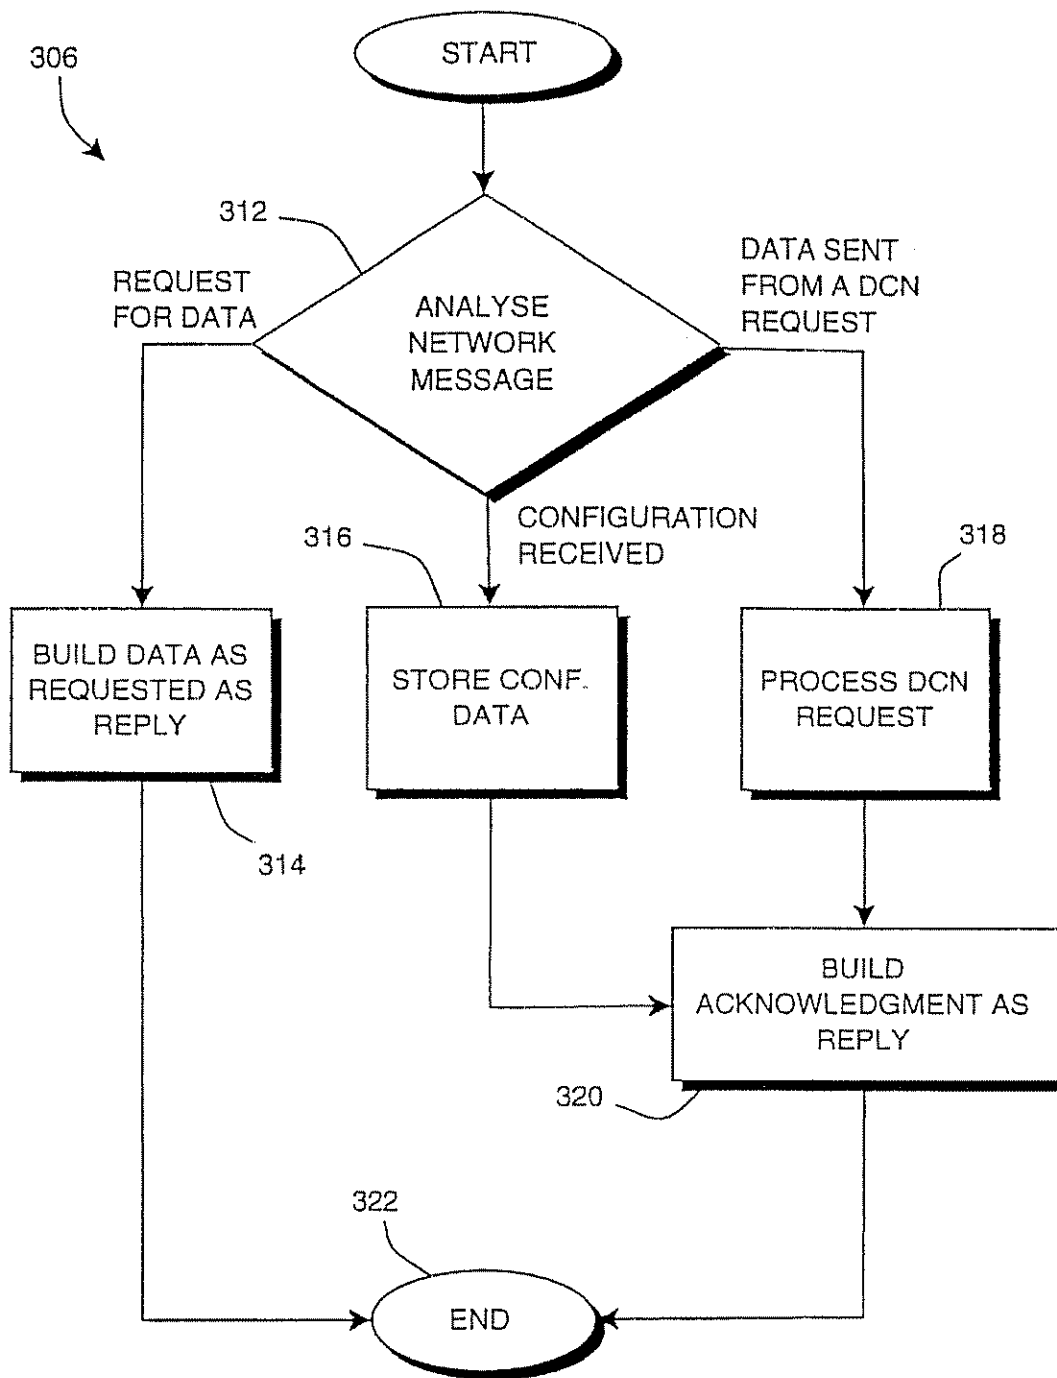 START
306
312
REQUEST
FOR DATA
DATA SENT
FROM A DCN
REQUEST
ANALYSE
NETWORK
MESSAGE
CONFIGURATION
RECEIVED
316
318
BUILD DATA AS
REQUESTED AS
REPLY
STORE CONF.
DATA
PROCESS DCN
REQUEST
314
BUILD
ACKNOWLEDGMENT AS
REPLY
320
322
END